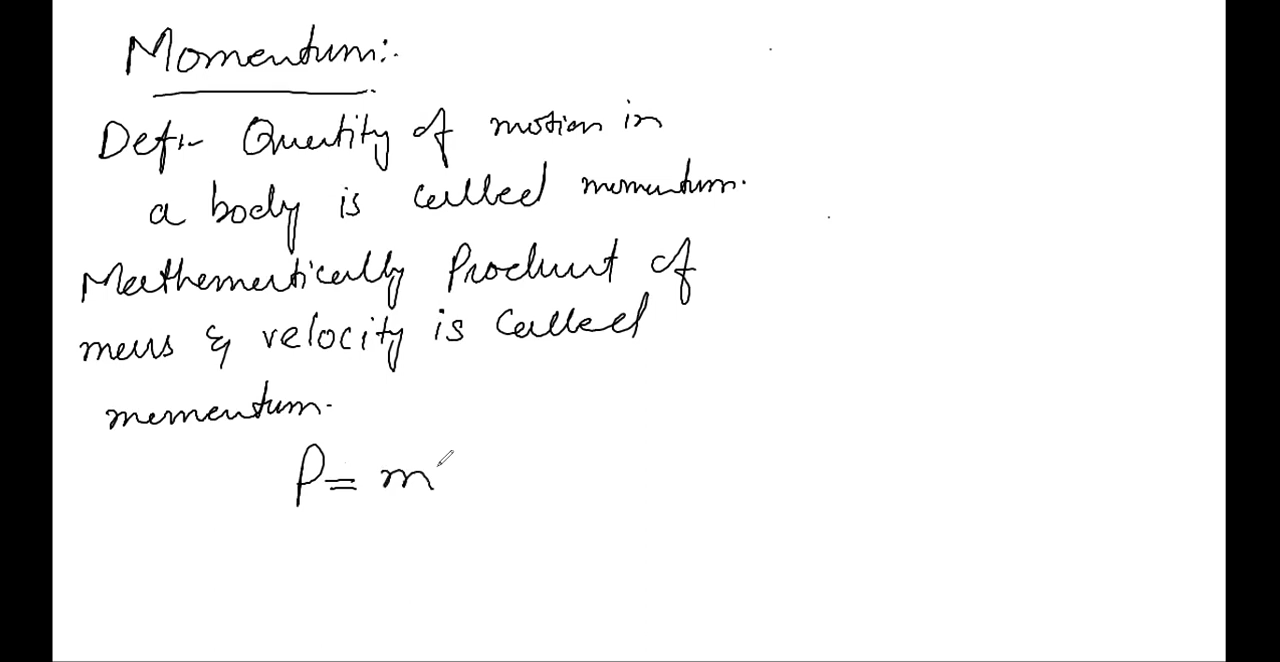 Momentum:-
Def:- Quantity of motion in
a body is called momentum.
Mathematically Product of
mass & velocity is called
momentum.
P = m